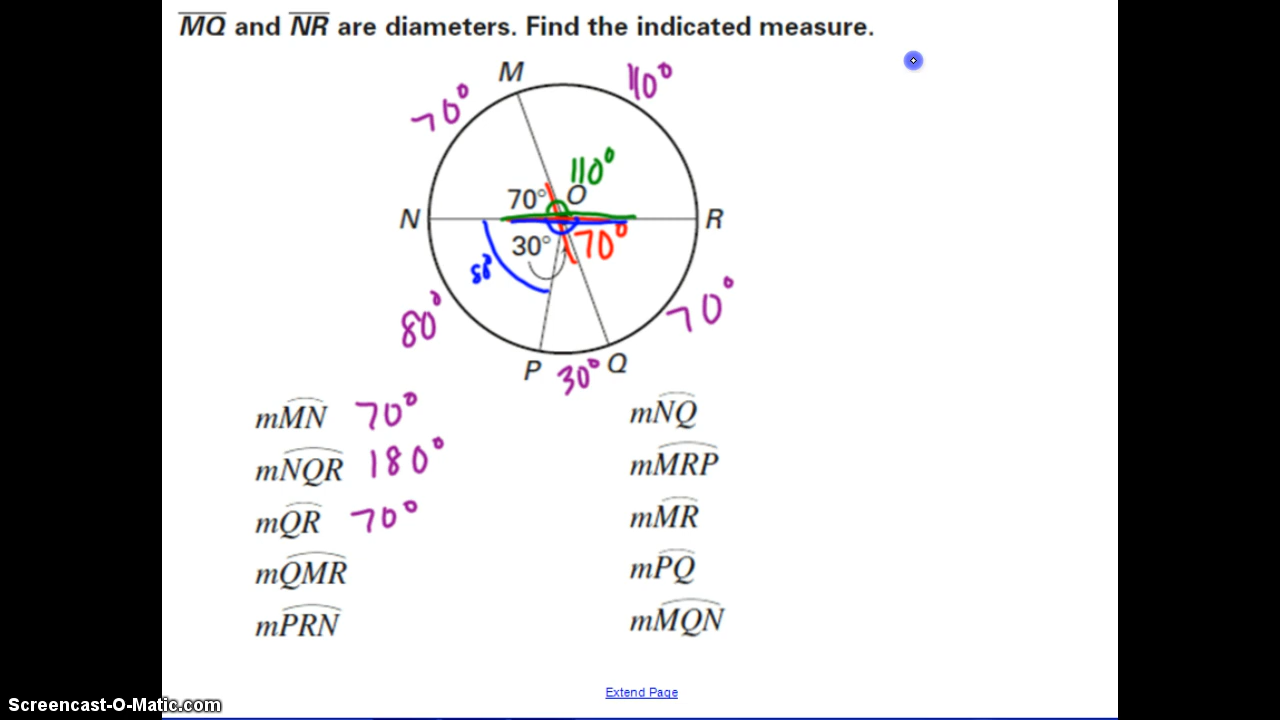 MQ and NR are diameters. Find the indicated measure.
M
110°
70°
110°
70° O
N R
30° 70°
80°
80° 70°
P 30° Q
mMN 70° mNQ
mNQR 180° mMRP
mQR 70° mMR
mQMR mPQ
mPRN mMQN
Extend Page
Screencast-O-Matic.com